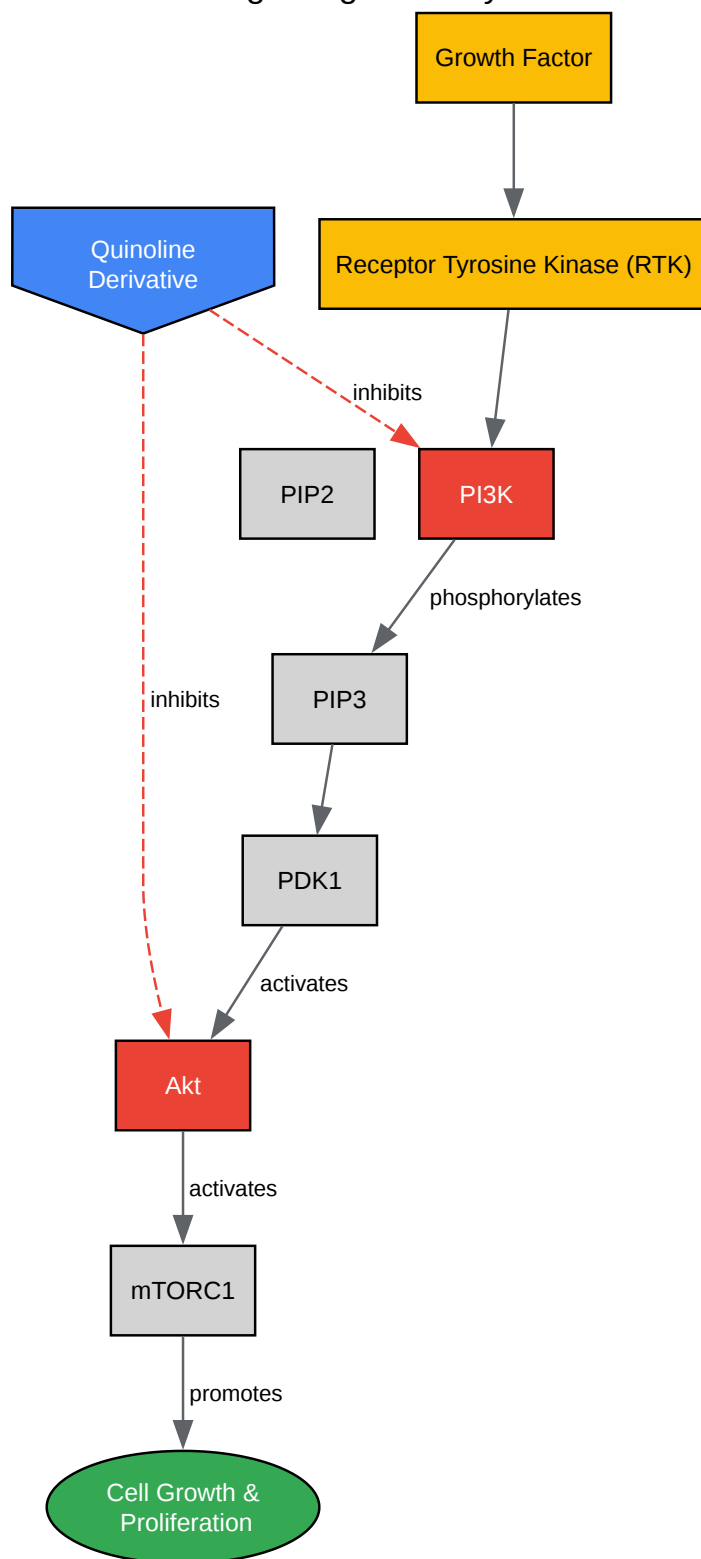 Growth Factor
Quinoline
Derivative
Receptor Tyrosine Kinase (RTK)
inhibits
PIP2
PI3K
phosphorylates
inhibits
PIP3
PDK1
activates
Akt
activates
mTORC1
promotes
Cell Growth &
Proliferation